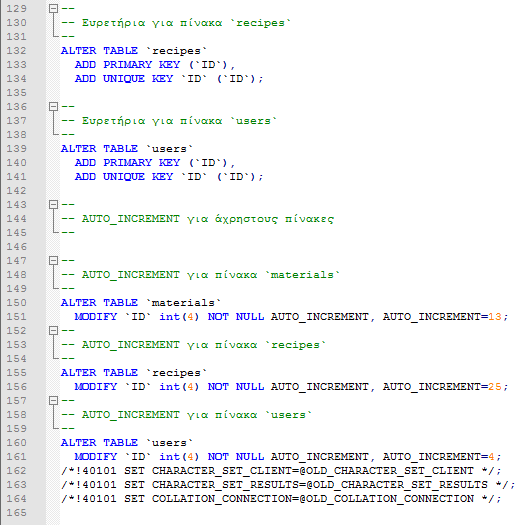 129 --
130 -- Ευρετήρια για πίνακα `recipes`
131 --
132 ALTER TABLE `recipes`
133 ADD PRIMARY KEY (`ID`),
134 ADD UNIQUE KEY `ID` (`ID`);
135
136 --
137 -- Ευρετήρια για πίνακα `users`
138 --
139 ALTER TABLE `users`
140 ADD PRIMARY KEY (`ID`),
141 ADD UNIQUE KEY `ID` (`ID`);
142
143 --
144 -- AUTO_INCREMENT για άχρηστους πίνακες
145 --
146
147 --
148 -- AUTO_INCREMENT για πίνακα `materials`
149 --
150 ALTER TABLE `materials`
151 MODIFY `ID` int(4) NOT NULL AUTO_INCREMENT, AUTO_INCREMENT=13;
152 --
153 -- AUTO_INCREMENT για πίνακα `recipes`
154 --
155 ALTER TABLE `recipes`
156 MODIFY `ID` int(4) NOT NULL AUTO_INCREMENT, AUTO_INCREMENT=25;
157 --
158 -- AUTO_INCREMENT για πίνακα `users`
159 --
160 ALTER TABLE `users`
161 MODIFY `ID` int(4) NOT NULL AUTO_INCREMENT, AUTO_INCREMENT=4;
162 /*!40101 SET CHARACTER_SET_CLIENT=@OLD_CHARACTER_SET_CLIENT */;
163 /*!40101 SET CHARACTER_SET_RESULTS=@OLD_CHARACTER_SET_RESULTS */;
164 /*!40101 SET COLLATION_CONNECTION=@OLD_COLLATION_CONNECTION */;
165